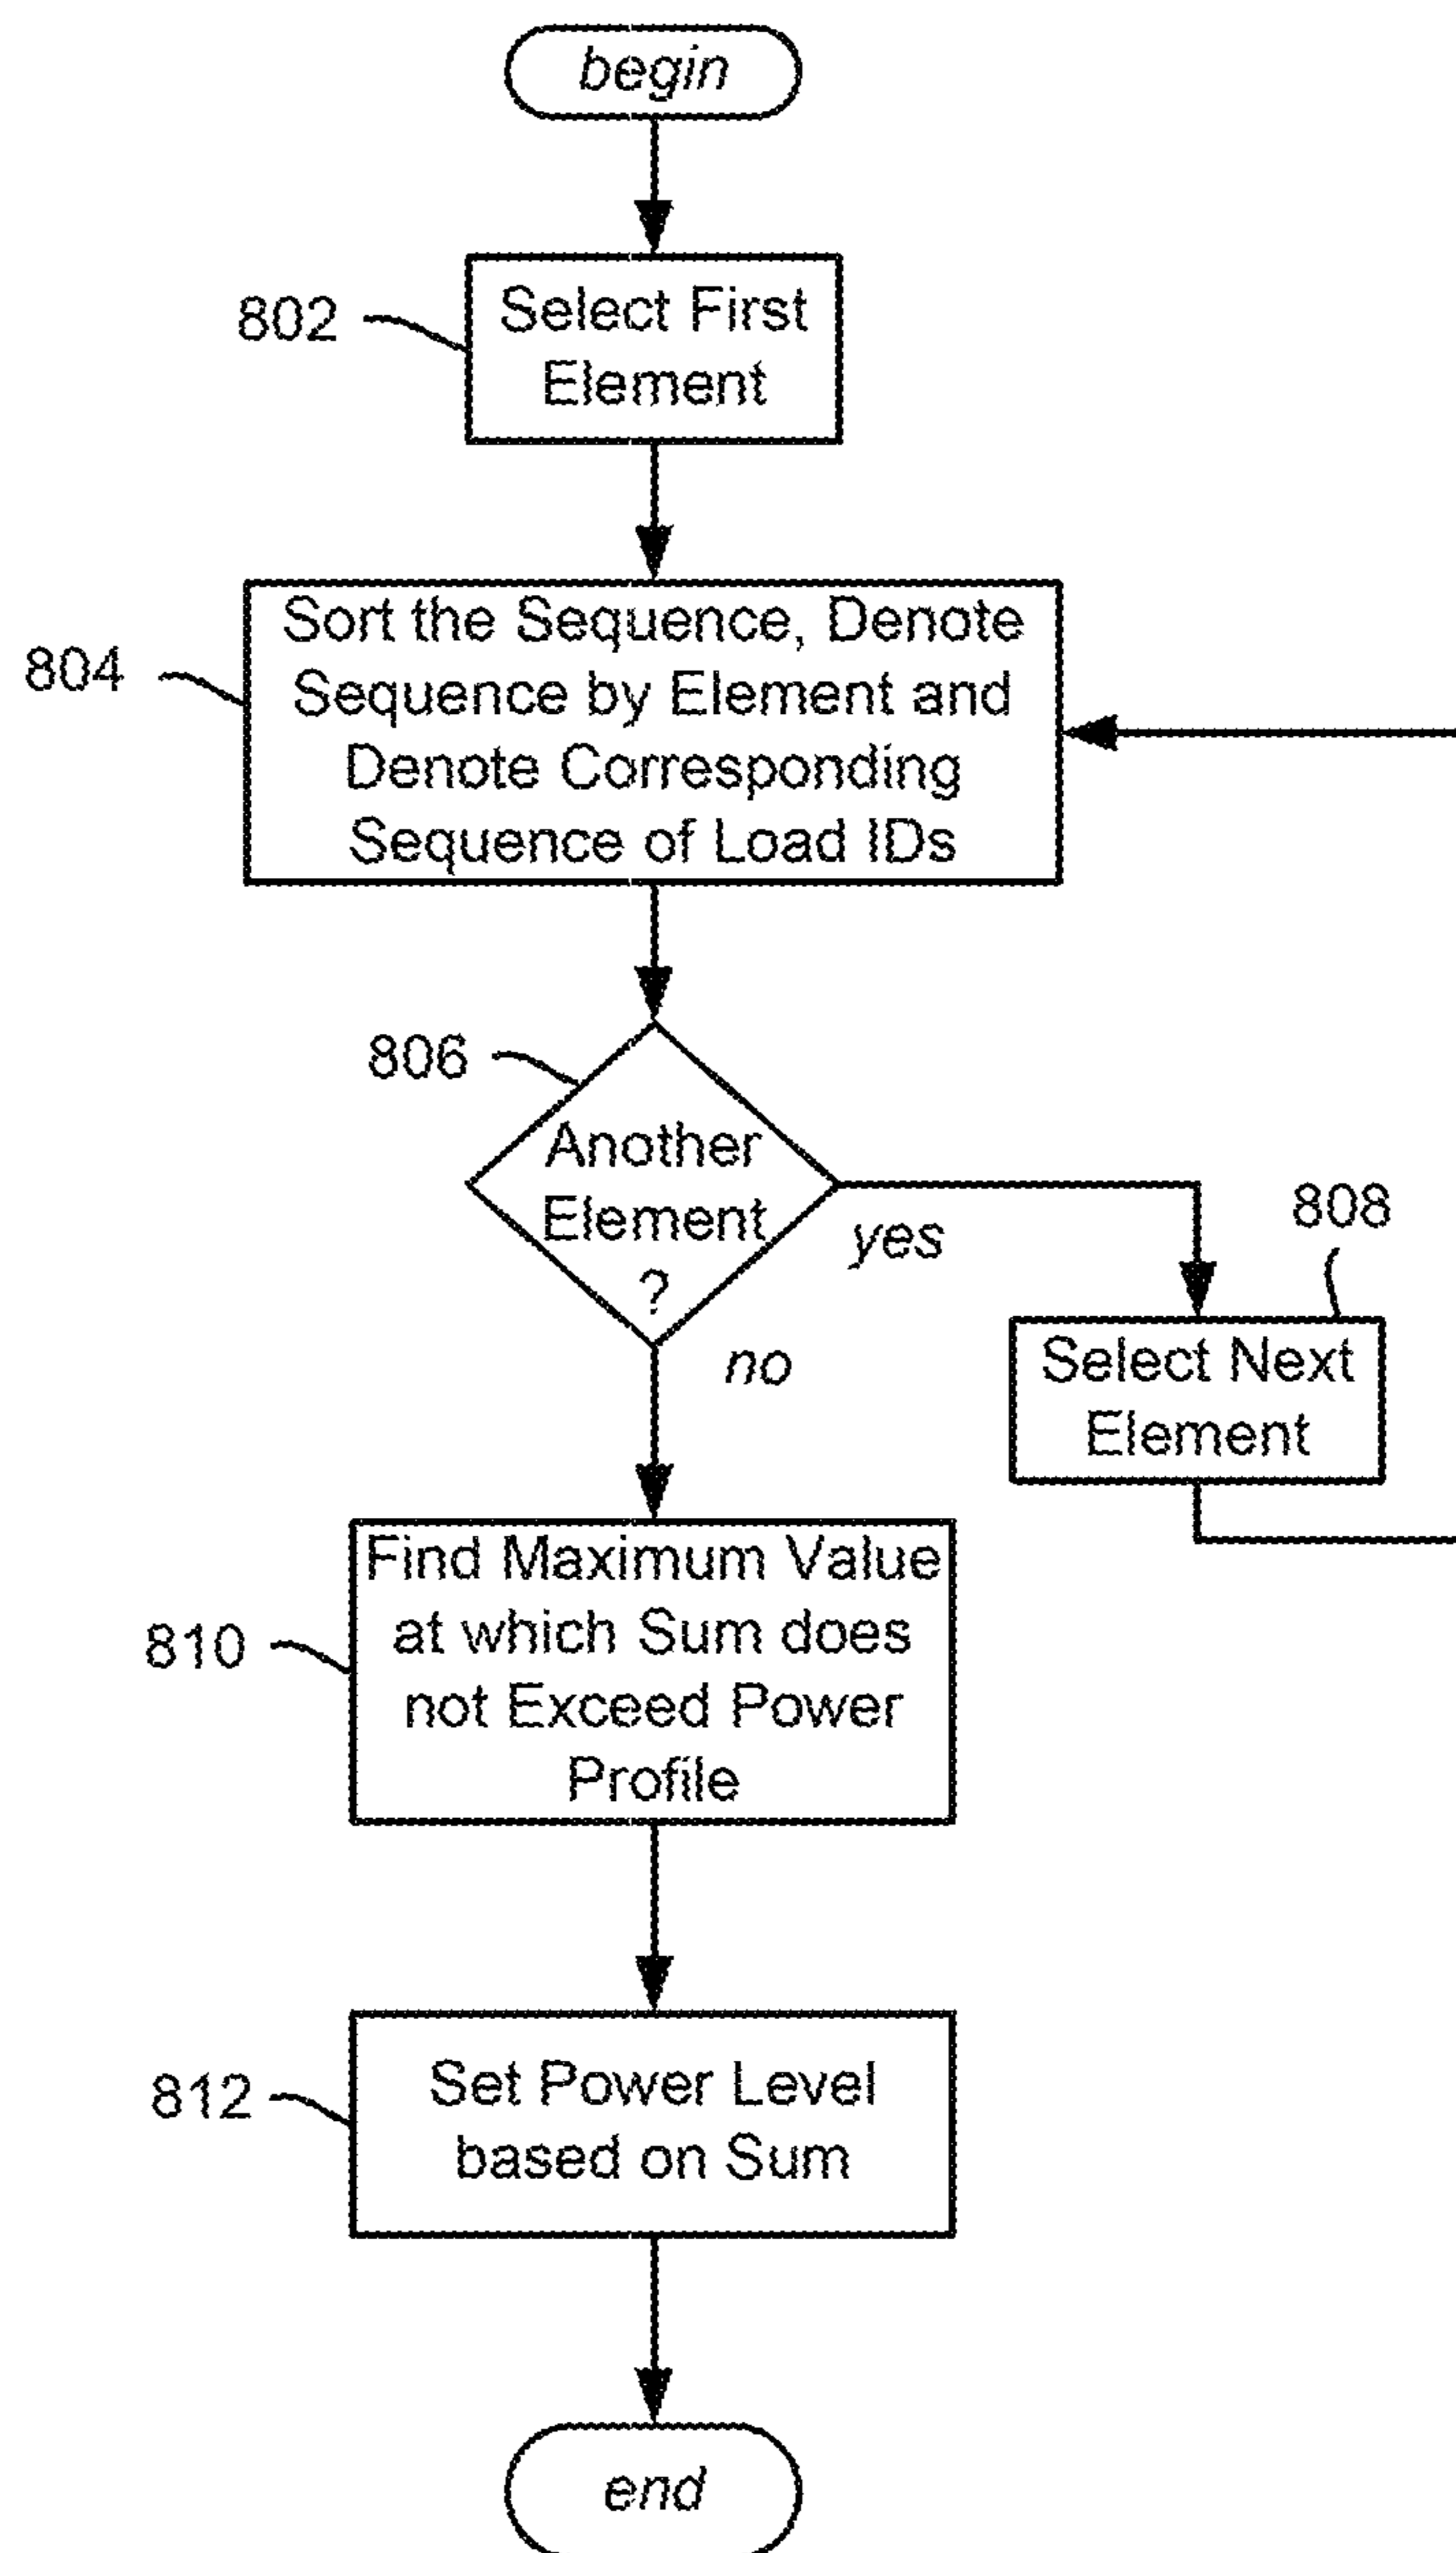 begin
802
Select First
Element
804
Sort the Sequence, Denote
Sequence by Element and
Denote Corresponding
Sequence of Load IDs
806
Another
Element
?
yes
808
no
Select Next
Element
810
Find Maximum Value
at which Sum does
not Exceed Power
Profile
812
Set Power Level
based on Sum
end